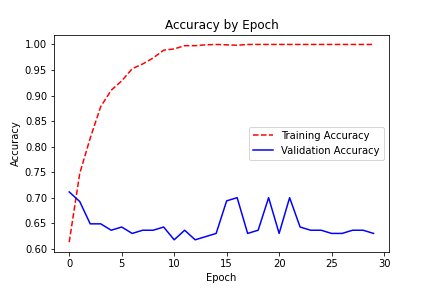 Accuracy by Epoch
Accuracy
1.00
0.95
0.90
0.85
0.80
0.75
0.70
0.65
0.60
Training Accuracy
Validation Accuracy
0 5 10 15 20 25 30
Epoch